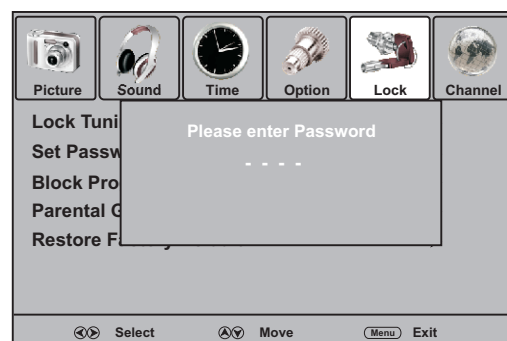 Picture Sound Time Option Lock Channel
Lock Tuni
Please enter Password
Set Passw
- - - -
Block Pro
Parental G
Restore Fa
Select Move Menu Exit